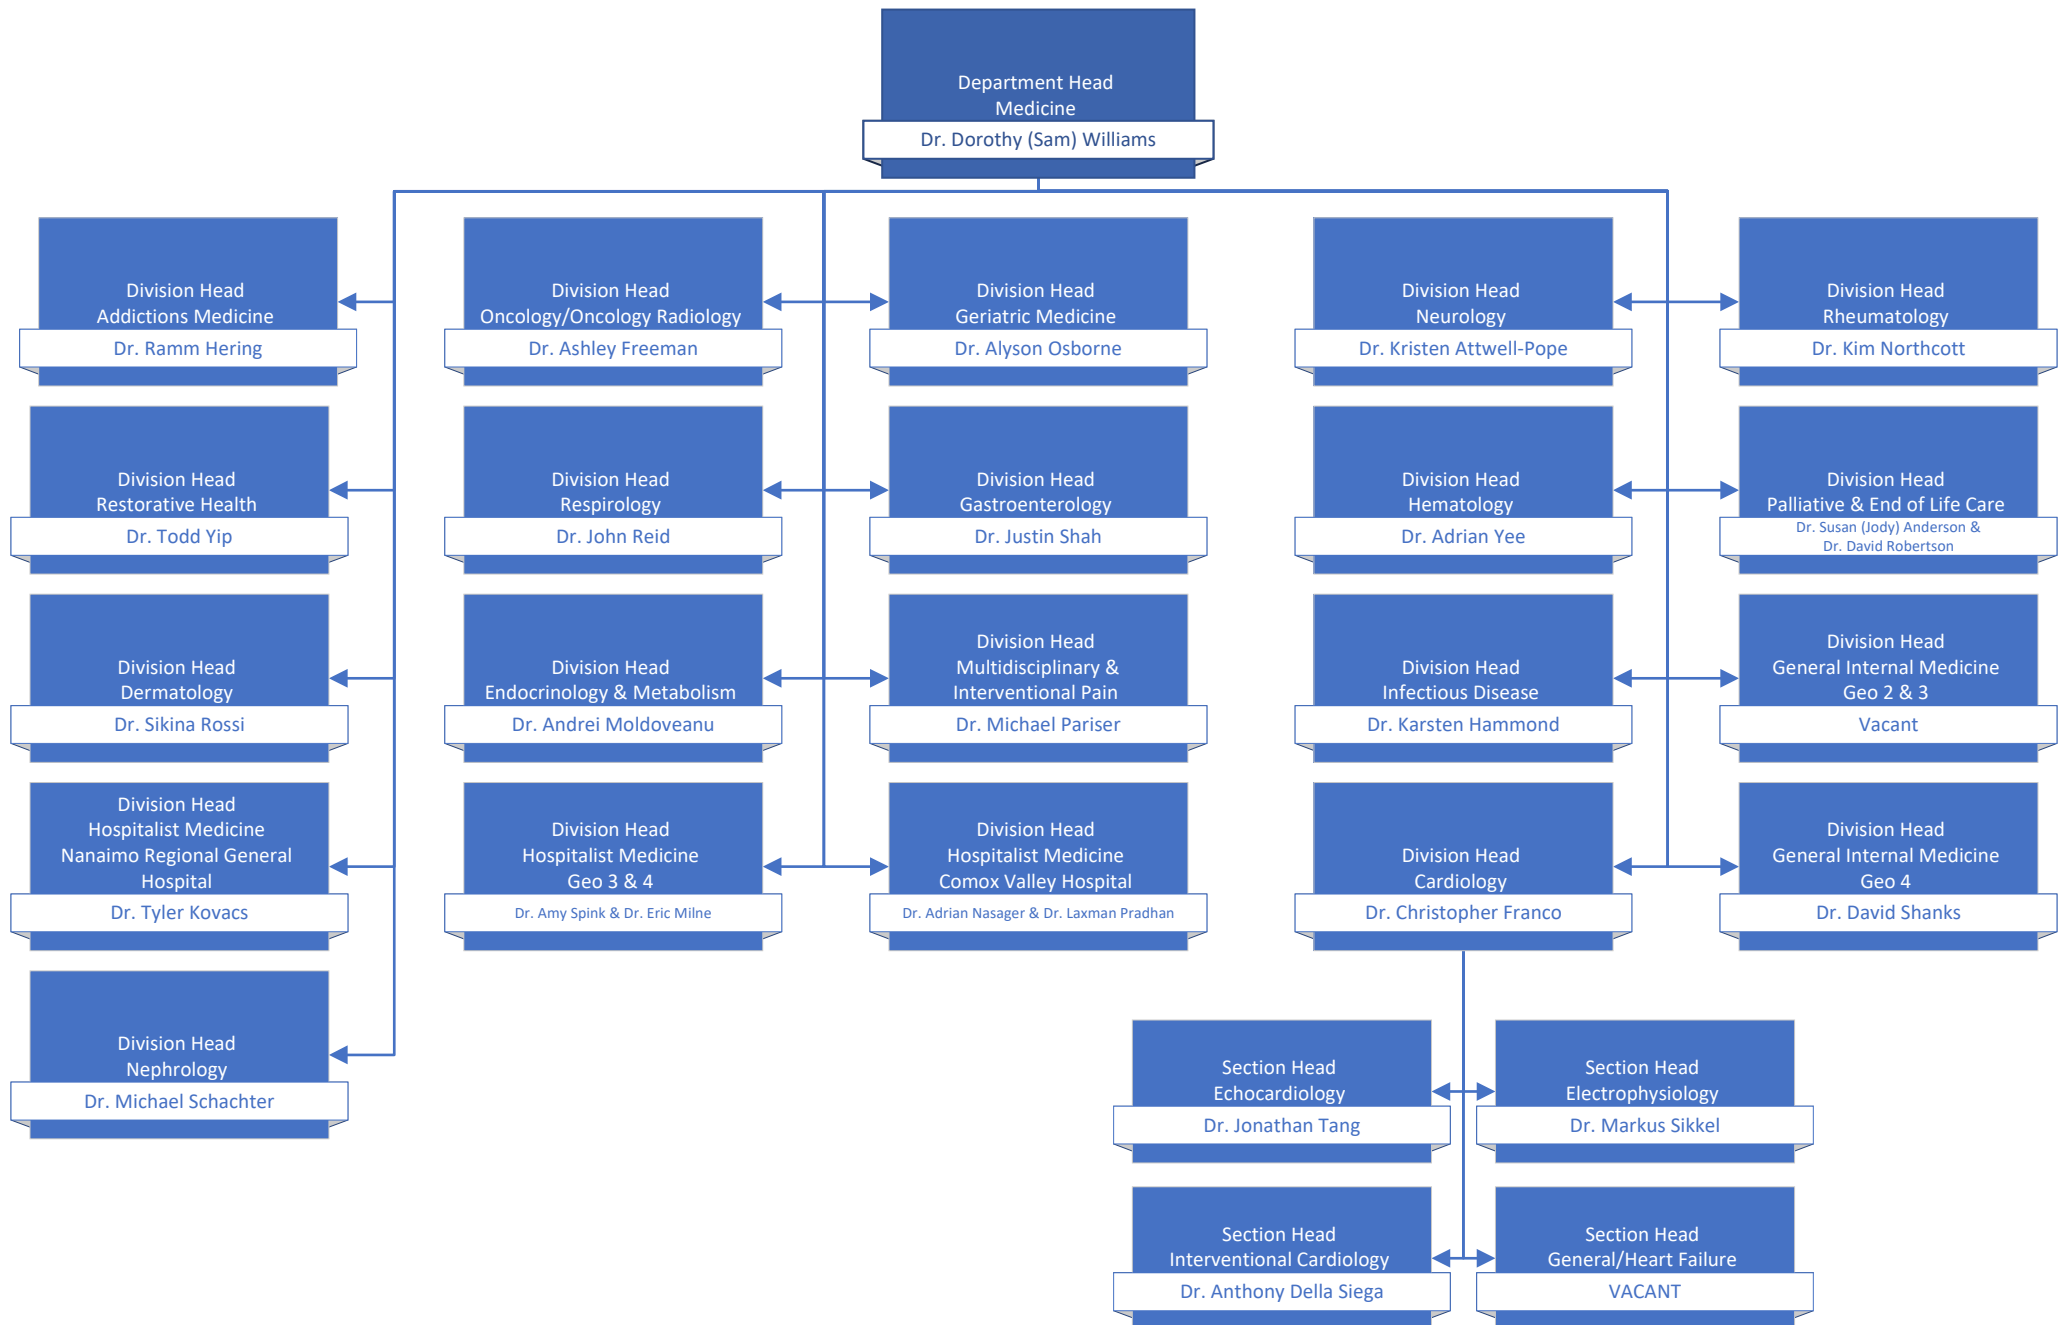 Department Head
Medicine
Dr. Dorothy (Sam) Williams
Division Head
Addictions Medicine
Dr. Ramm Hering
Division Head
Oncology/Oncology Radiology
Dr. Ashley Freeman
Division Head
Geriatric Medicine
Dr. Alyson Osborne
Division Head
Neurology
Dr. Kristen Attwell-Pope
Division Head
Rheumatology
Dr. Kim Northcott
Division Head
Restorative Health
Dr. Todd Yip
Division Head
Respirology
Dr. John Reid
Division Head
Gastroenterology
Dr. Justin Shah
Division Head
Hematology
Dr. Adrian Yee
Division Head
Palliative & End of Life Care
Dr. Susan (Jody) Anderson &
Dr. David Robertson
Division Head
Dermatology
Dr. Sikina Rossi
Division Head
Endocrinology & Metabolism
Dr. Andrei Moldoveanu
Division Head
Multidisciplinary &
Interventional Pain
Dr. Michael Pariser
Division Head
Infectious Disease
Dr. Karsten Hammond
Division Head
General Internal Medicine
Geo 2 & 3
Vacant
Division Head
Hospitalist Medicine
Nanaimo Regional General
Hospital
Dr. Tyler Kovacs
Division Head
Hospitalist Medicine
Geo 3 & 4
Dr. Amy Spink & Dr. Eric Milne
Division Head
Hospitalist Medicine
Comox Valley Hospital
Dr. Adrian Nasager & Dr. Laxman Pradhan
Division Head
Cardiology
Dr. Christopher Franco
Division Head
General Internal Medicine
Geo 4
Dr. David Shanks
Division Head
Nephrology
Dr. Michael Schachter
Section Head
Echocardiology
Dr. Jonathan Tang
Section Head
Electrophysiology
Dr. Markus Sikkel
Section Head
Interventional Cardiology
Dr. Anthony Della Siega
Section Head
General/Heart Failure
VACANT